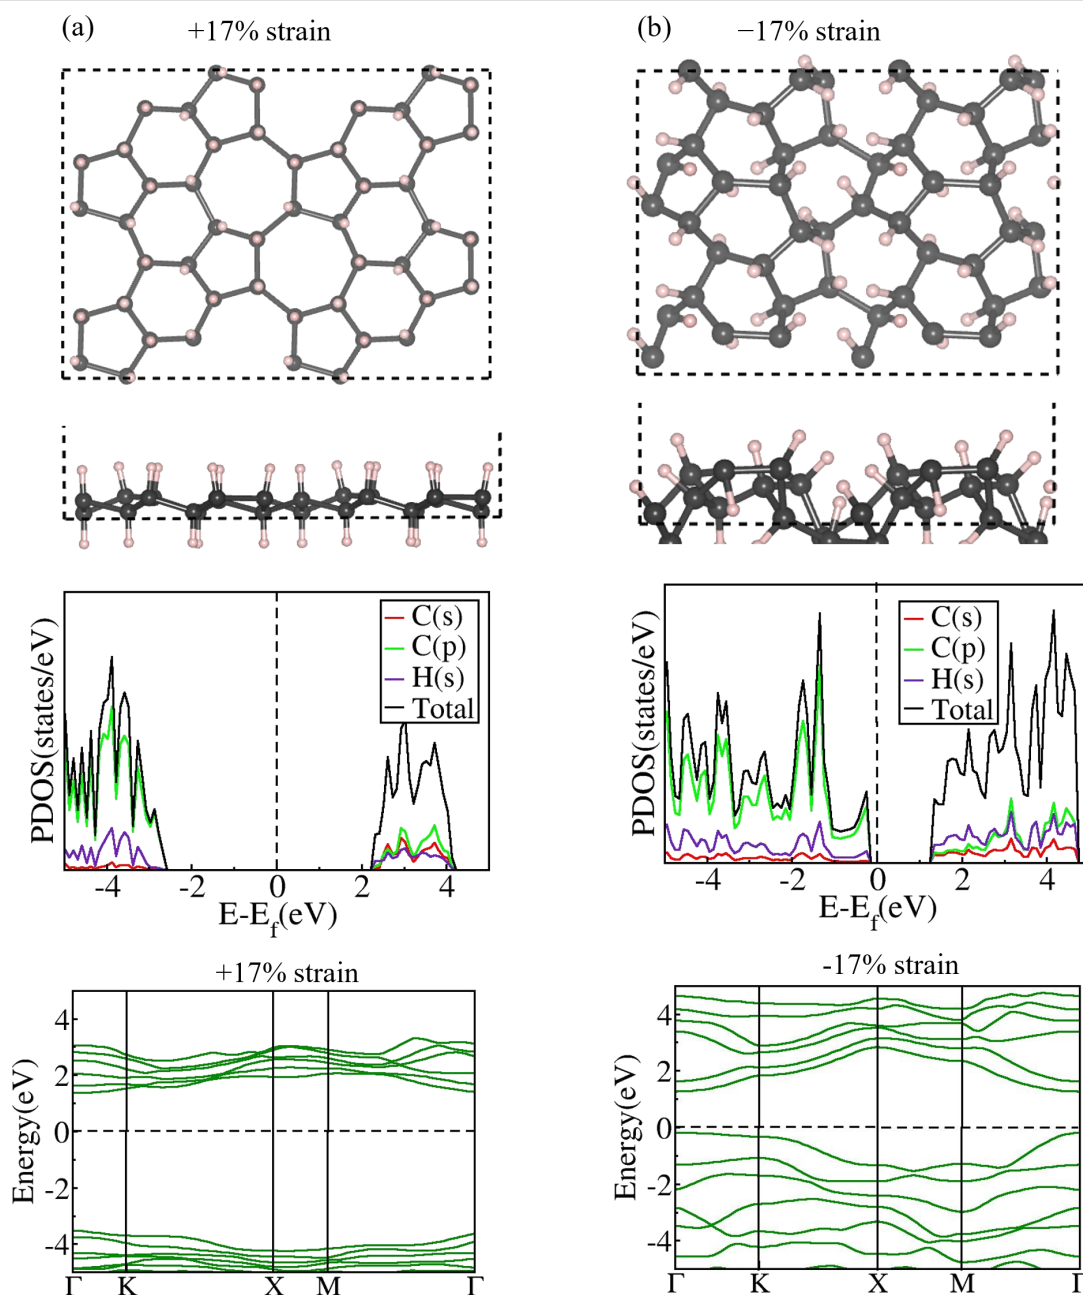 (a)
+17% strain
(b)
−17% strain
PDOS(states/eV)
C(s)
C(p)
H(s)
Total
-4
-2
0
2
4
E-Ef(eV)
PDOS(states/eV)
C(s)
C(p)
H(s)
Total
-4
-2
0
2
4
E-Ef(eV)
+17% strain
Energy(eV)
4
2
0
-2
-4
Γ K X M Γ
-17% strain
Energy(eV)
4
2
0
-2
-4
Γ K X M Γ